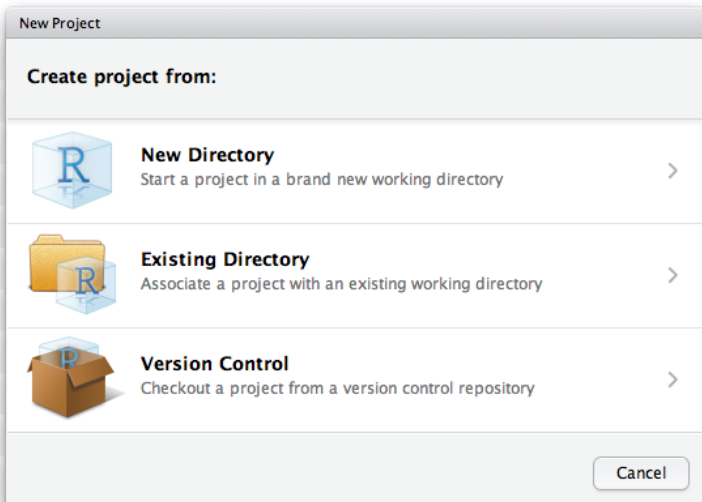 New Project
Create project from:
R
New Directory
Start a project in a brand new working directory
R
Existing Directory
Associate a project with an existing working directory
R
Version Control
Checkout a project from a version control repository
Cancel